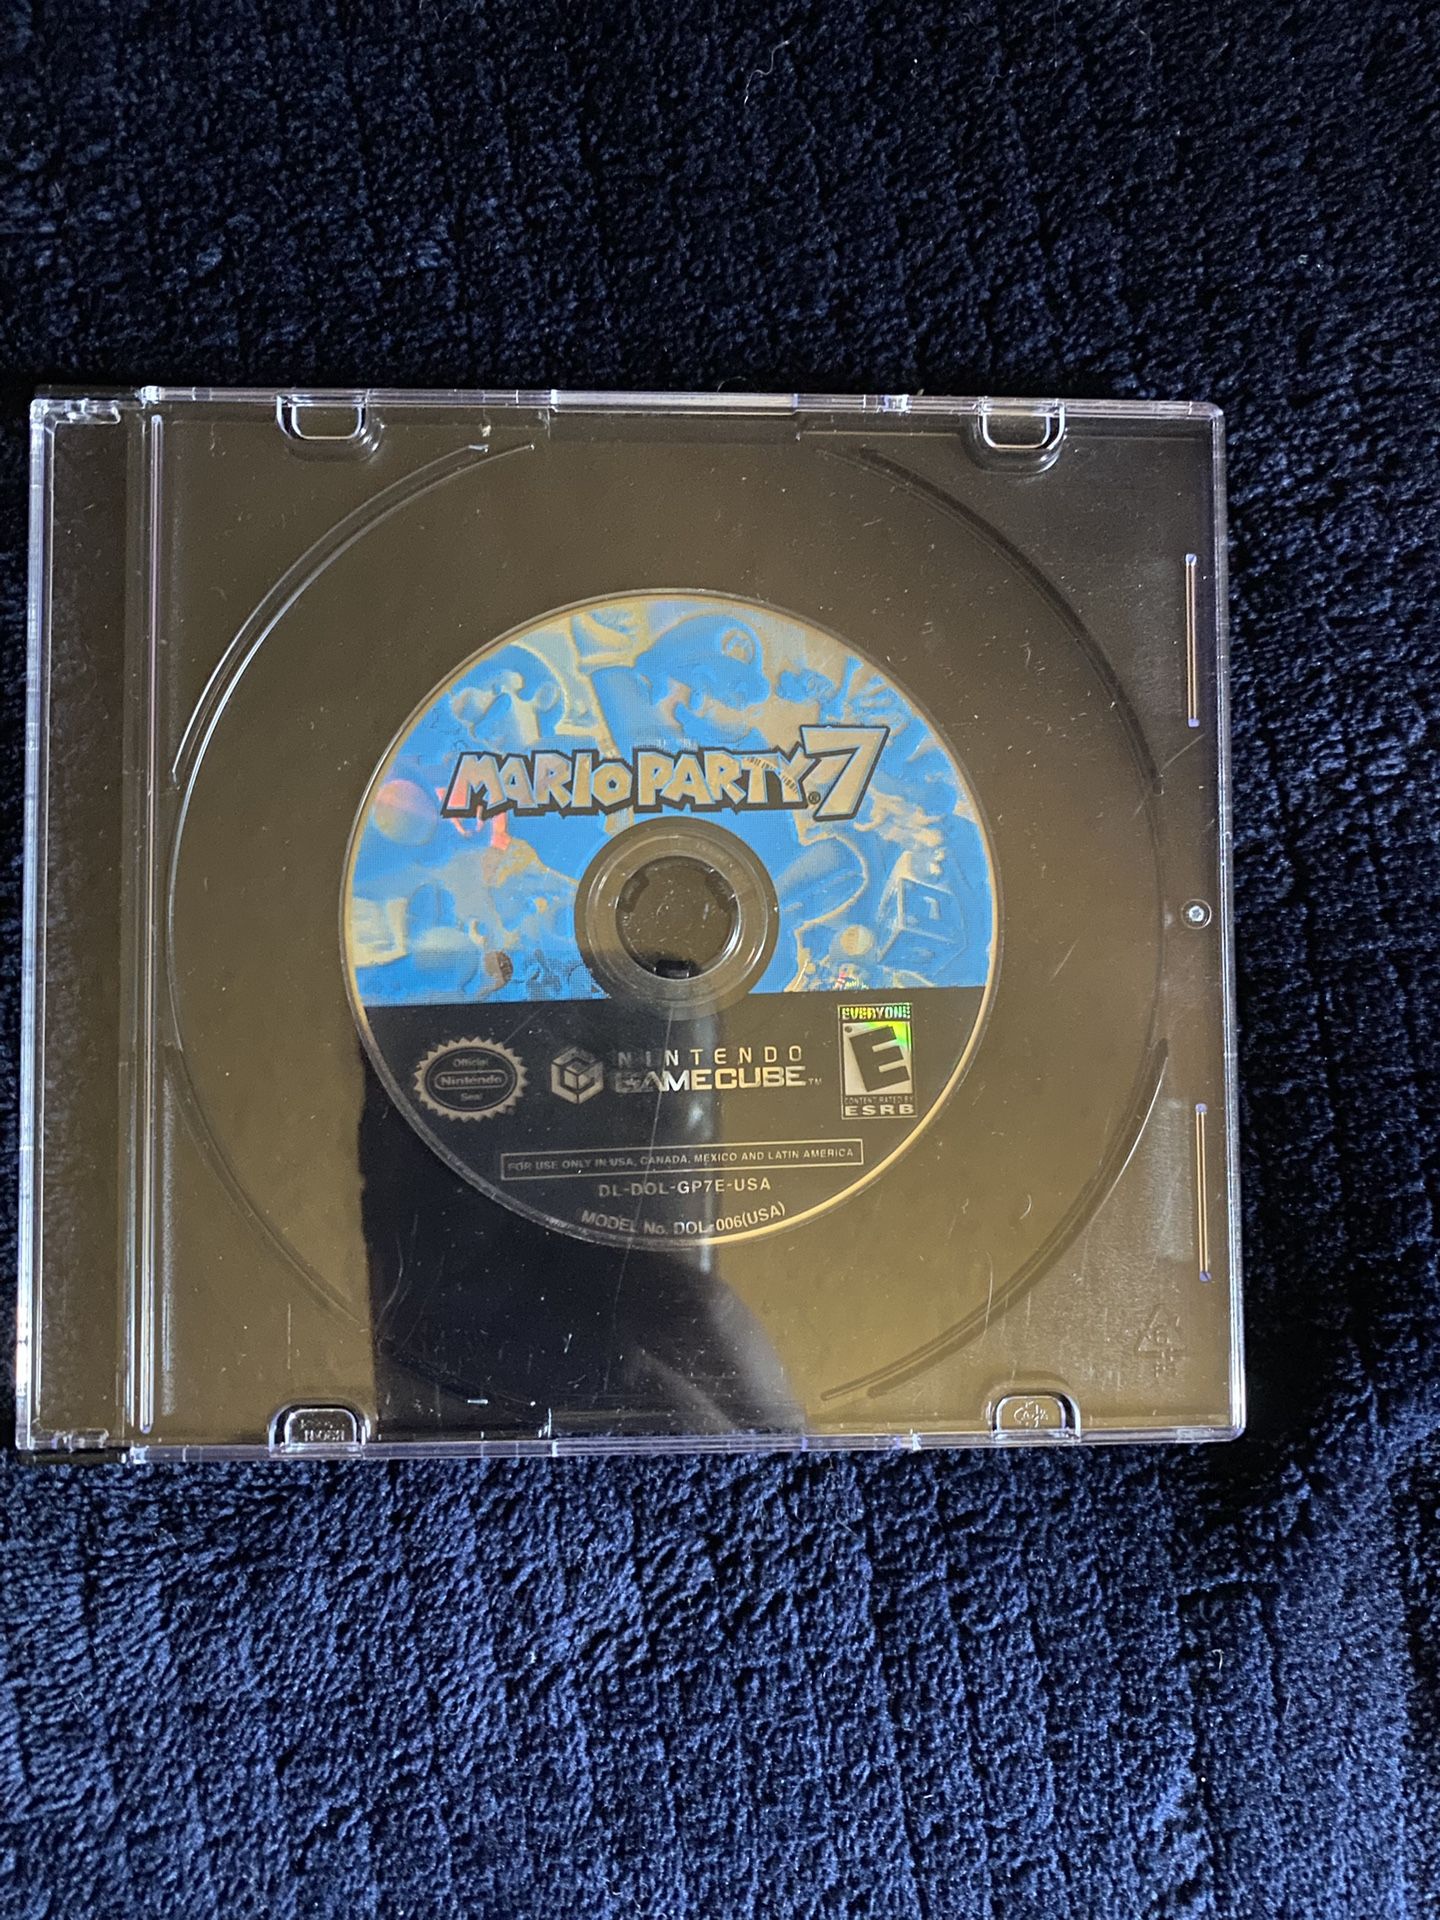 MARIO PARTY 7
EVERYONE
E
CONTENT RATED BY
ESRB
Official
Nintendo
Seal
NINTENDO
GAMECUBE™
FOR USE ONLY IN USA, CANADA, MEXICO AND LATIN AMERICA
DL-DOL-GP7E-USA
MODEL No. DOL-006(USA)